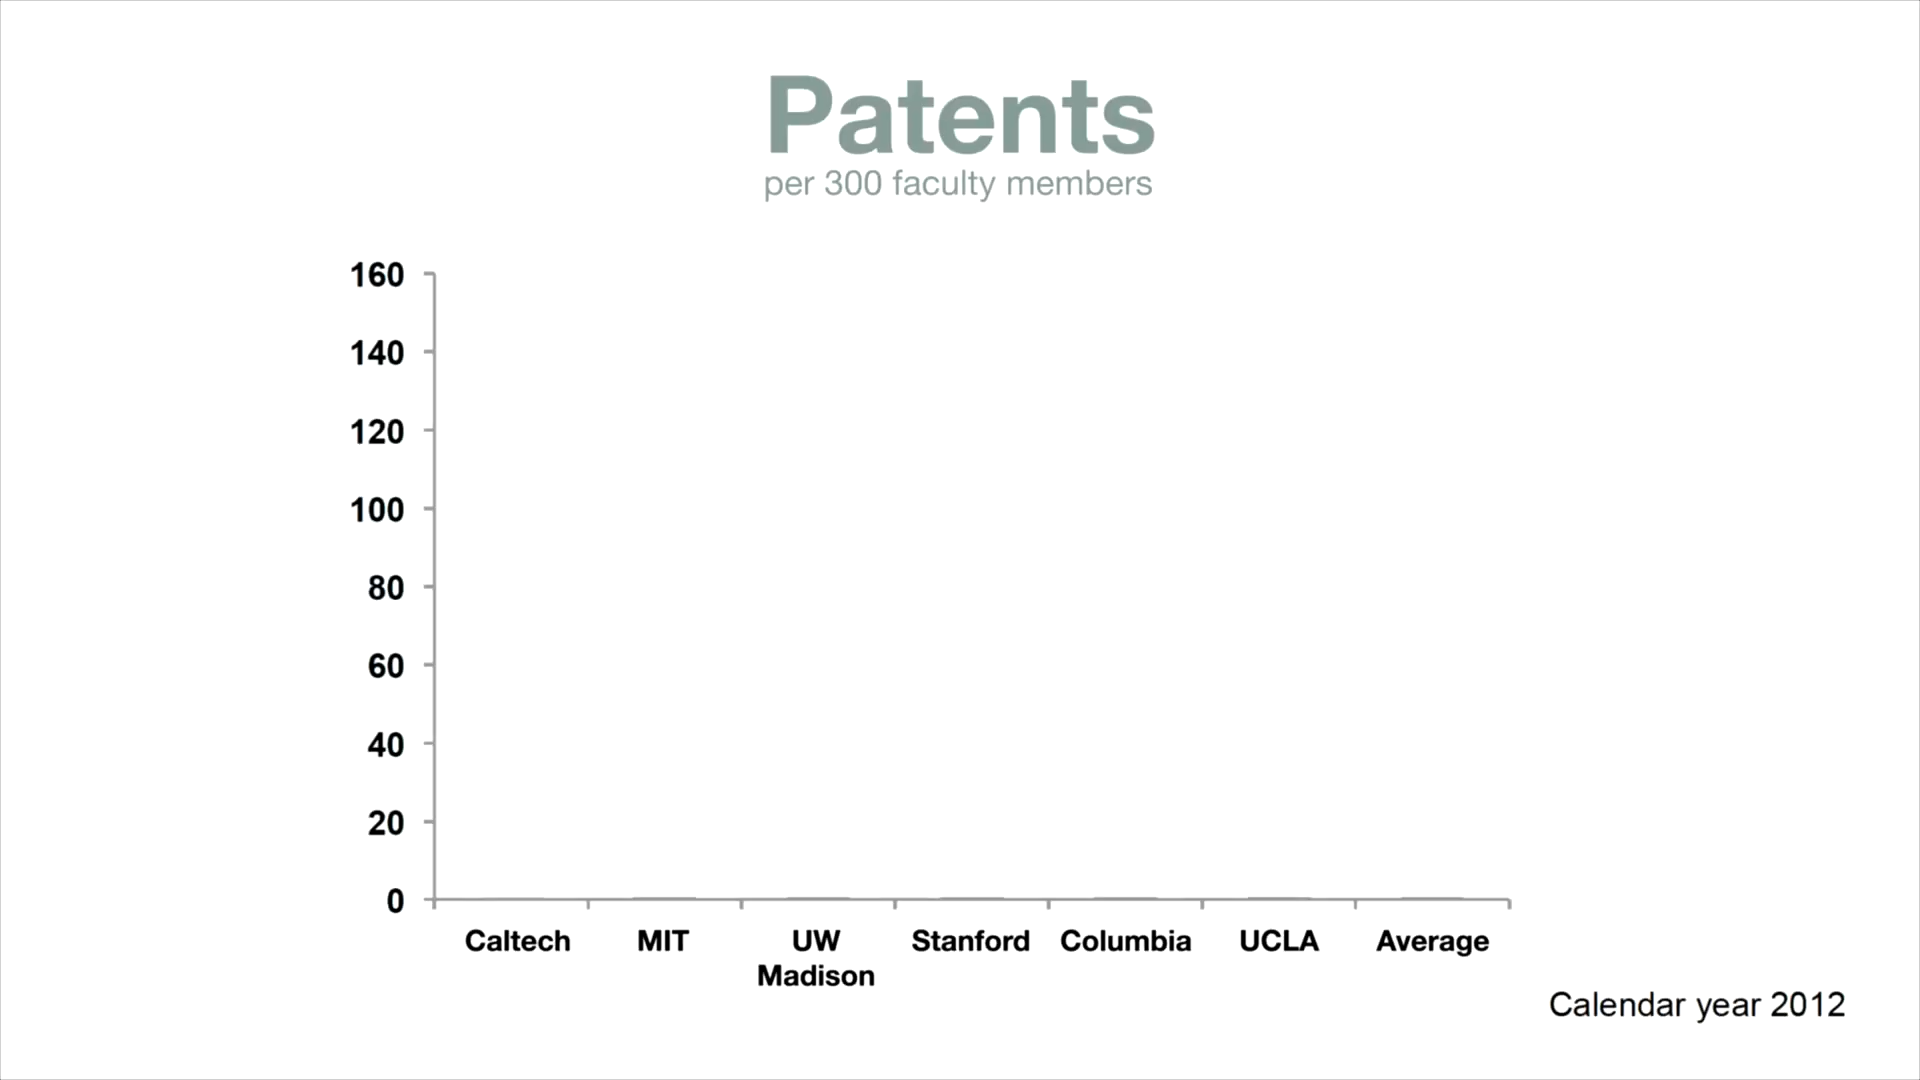 Patents
per 300 faculty members
160
140
120
100
80
60
40
20
0
Caltech MIT UW Stanford Columbia UCLA Average
Madison
Calendar year 2012